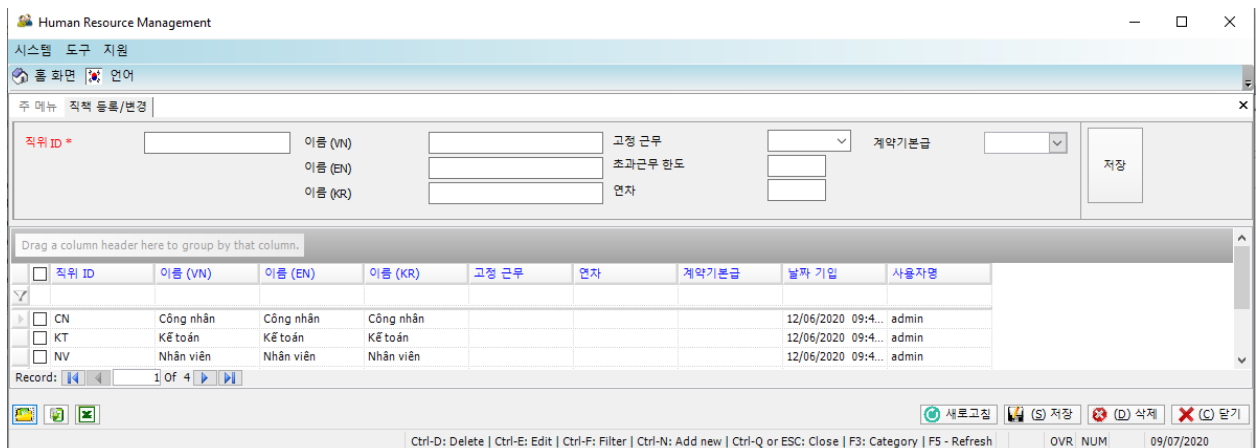 Human Resource Management
시스템 도구 지원
홈 화면 언어
주 메뉴 직책 등록/변경
직위 ID * 이름 (VN) 고정 근무 계약기본급 저장
이름 (EN) 초과근무 한도
이름 (KR) 연차
Drag a column header here to group by that column.
직위 ID 이름 (VN) 이름 (EN) 이름 (KR) 고정 근무 연차 계약기본급 날짜 기입 사용자명
CN Công nhân Công nhân Công nhân 12/06/2020 09:4... admin
KT Kế toán Kế toán Kế toán 12/06/2020 09:4... admin
NV Nhân viên Nhân viên Nhân viên 12/06/2020 09:4... admin
Record: 1 Of 4
새로고침 (S) 저장 (D) 삭제 (C) 닫기
Ctrl-D: Delete | Ctrl-E: Edit | Ctrl-F: Filter | Ctrl-N: Add new | Ctrl-Q or ESC: Close | F3: Category | F5 - Refresh OVR NUM 09/07/2020